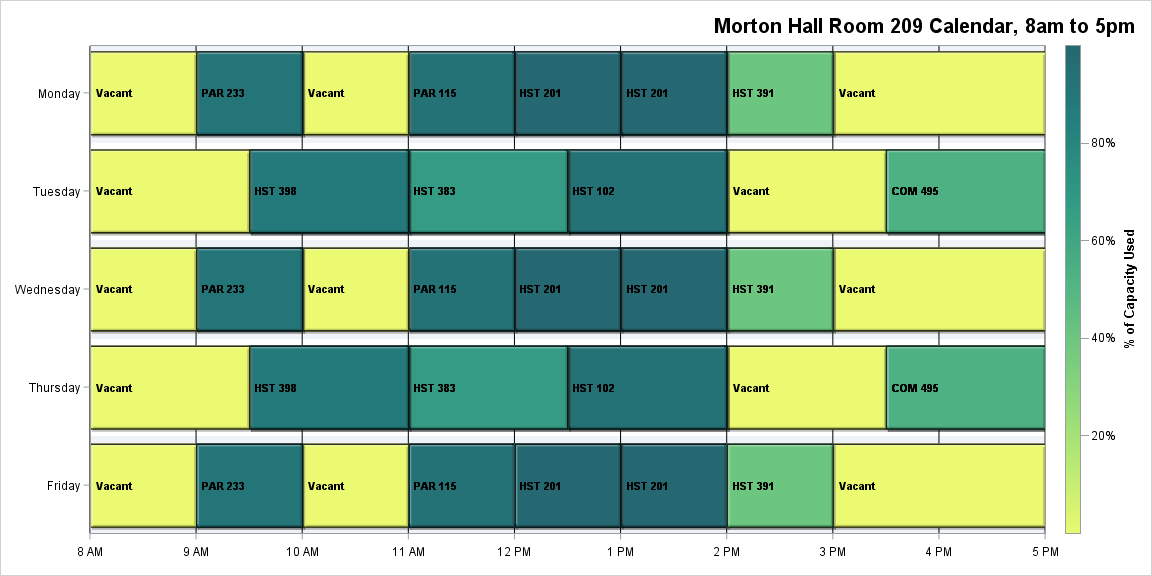 Morton Hall Room 209 Calendar, 8am to 5pm
Monday Vacant PAR 233 Vacant PAR 115 HST 201 HST 201 HST 391 Vacant
80%
Tuesday Vacant HST 398 HST 383 HST 102 Vacant COM 495
60%
% of Capacity Used
Wednesday Vacant PAR 233 Vacant PAR 115 HST 201 HST 201 HST 391 Vacant
40%
Thursday Vacant HST 398 HST 383 HST 102 Vacant COM 495
20%
Friday Vacant PAR 233 Vacant PAR 115 HST 201 HST 201 HST 391 Vacant
8 AM 9 AM 10 AM 11 AM 12 PM 1 PM 2 PM 3 PM 4 PM 5 PM